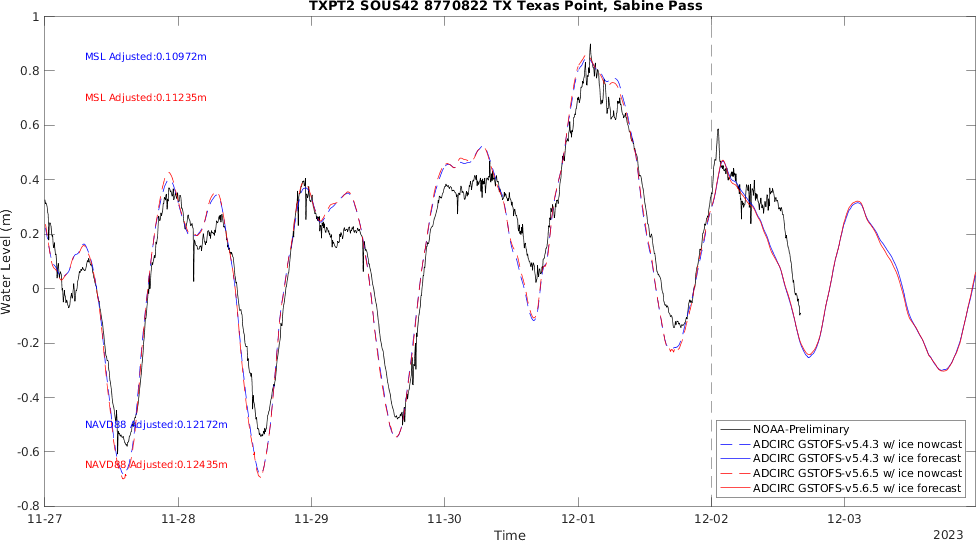 TXPT2 SOUS42 8770822 TX Texas Point, Sabine Pass
1
0.8
0.6
0.4
0.2
0
-0.2
-0.4
-0.6
-0.8
Water Level (m)
MSL Adjusted:0.10972m
MSL Adjusted:0.11235m
NAVD88 Adjusted:0.12172m
NAVD88 Adjusted:0.12435m
NOAA-Preliminary
ADCIRC GSTOFS-v5.4.3 w/ ice nowcast
ADCIRC GSTOFS-v5.4.3 w/ ice forecast
ADCIRC GSTOFS-v5.6.5 w/ ice nowcast
ADCIRC GSTOFS-v5.6.5 w/ ice forecast
11-27 11-28 11-29 11-30 12-01 12-02 12-03
Time
2023